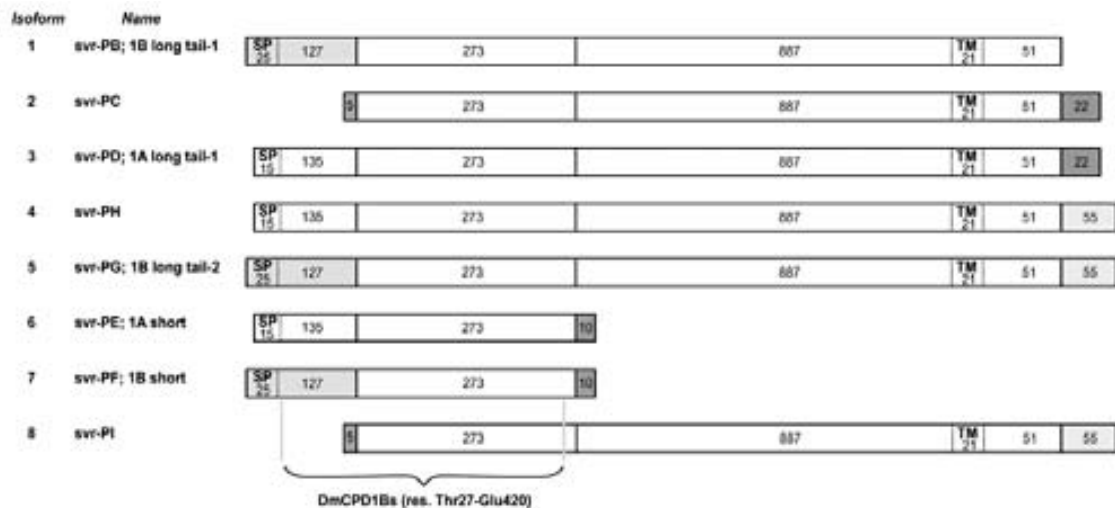 Isoform Name
1 svr-PB; 1B long tail-1 SP 25 127 273 887 TM 21 51
2 svr-PC 5 273 887 TM 21 51 22
3 svr-PD; 1A long tail-1 SP 15 135 273 887 TM 21 51 22
4 svr-PH SP 15 135 273 887 TM 21 51 55
5 svr-PG; 1B long tail-2 SP 25 127 273 887 TM 21 51 55
6 svr-PE; 1A short SP 15 135 273 10
7 svr-PF; 1B short SP 25 127 273 10
8 svr-PI 5 273 887 TM 21 51 55
DmCPD1Bs (res. Thr27-Glu420)